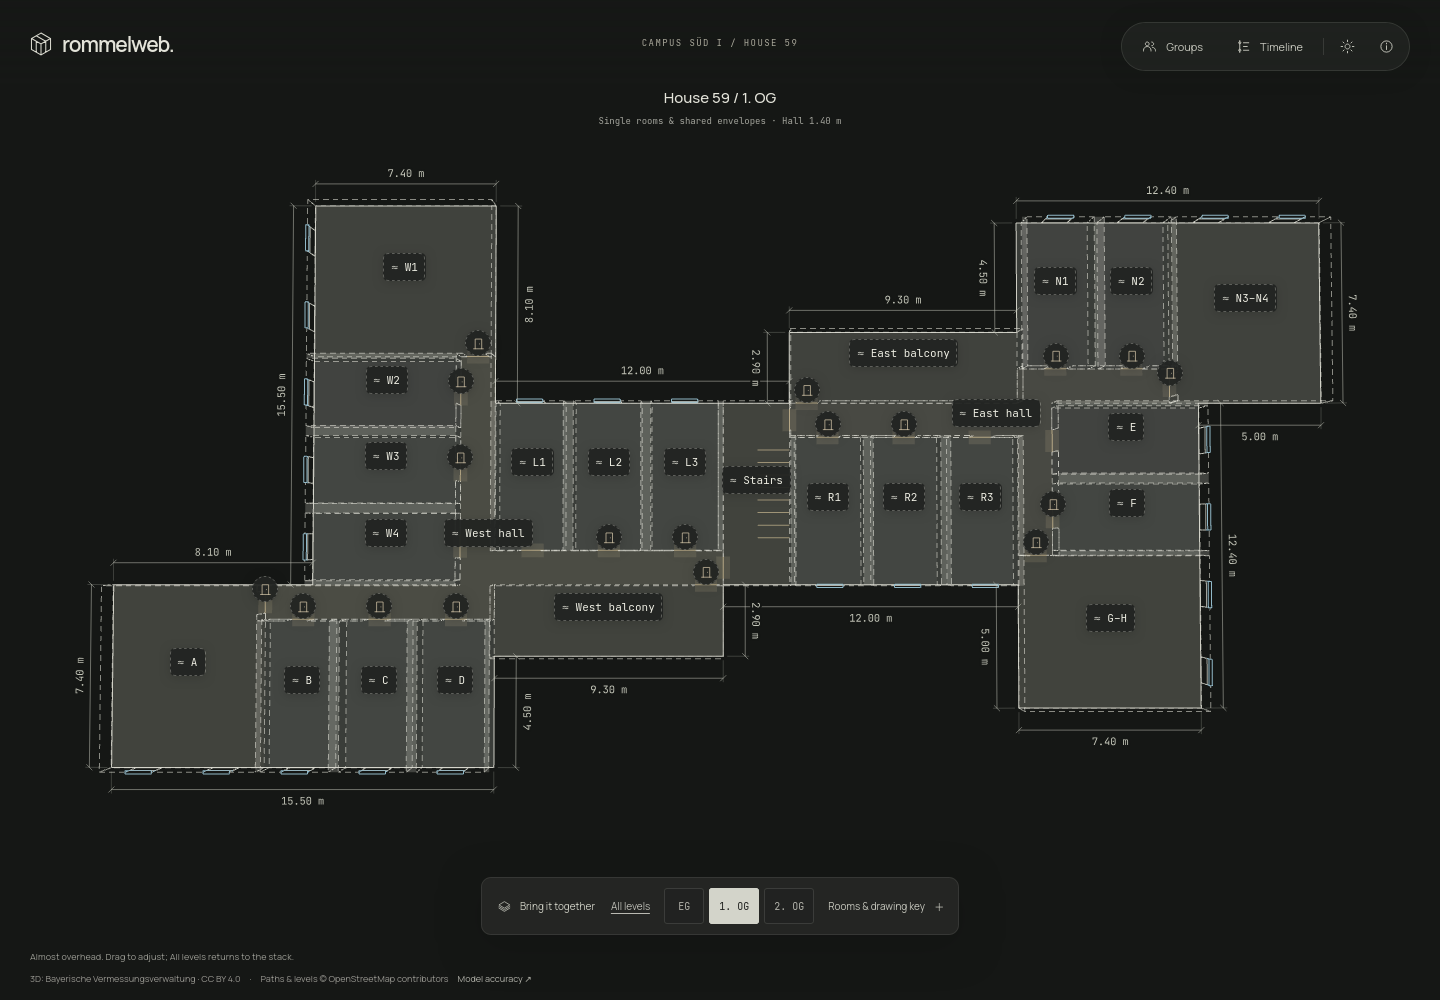 rommelweb.
CAMPUS SÜD I / HOUSE 59
Groups
Timeline
House 59 / 1. OG
Single rooms & shared envelopes · Hall 1.40 m
7.40 m
12.40 m
≈ W1
4.50 m
≈ N1
≈ N2
≈ N3–N4
8.10 m
9.30 m
7.40 m
≈ East balcony
2.90 m
12.00 m
≈ W2
15.50 m
≈ East hall
≈ E
5.00 m
≈ W3
≈ L1
≈ L2
≈ L3
≈ Stairs
≈ R1
≈ R2
≈ R3
≈ F
≈ W4
≈ West hall
8.10 m
12.40 m
≈ West balcony
2.90 m
12.00 m
≈ G–H
5.00 m
≈ A
7.40 m
≈ B
≈ C
≈ D
9.30 m
4.50 m
7.40 m
15.50 m
Bring it together
All levels
EG
1. OG
2. OG
Rooms & drawing key +
Almost overhead. Drag to adjust; All levels returns to the stack.
3D: Bayerische Vermessungsverwaltung · CC BY 4.0 · Paths & levels © OpenStreetMap contributors Model accuracy ↗